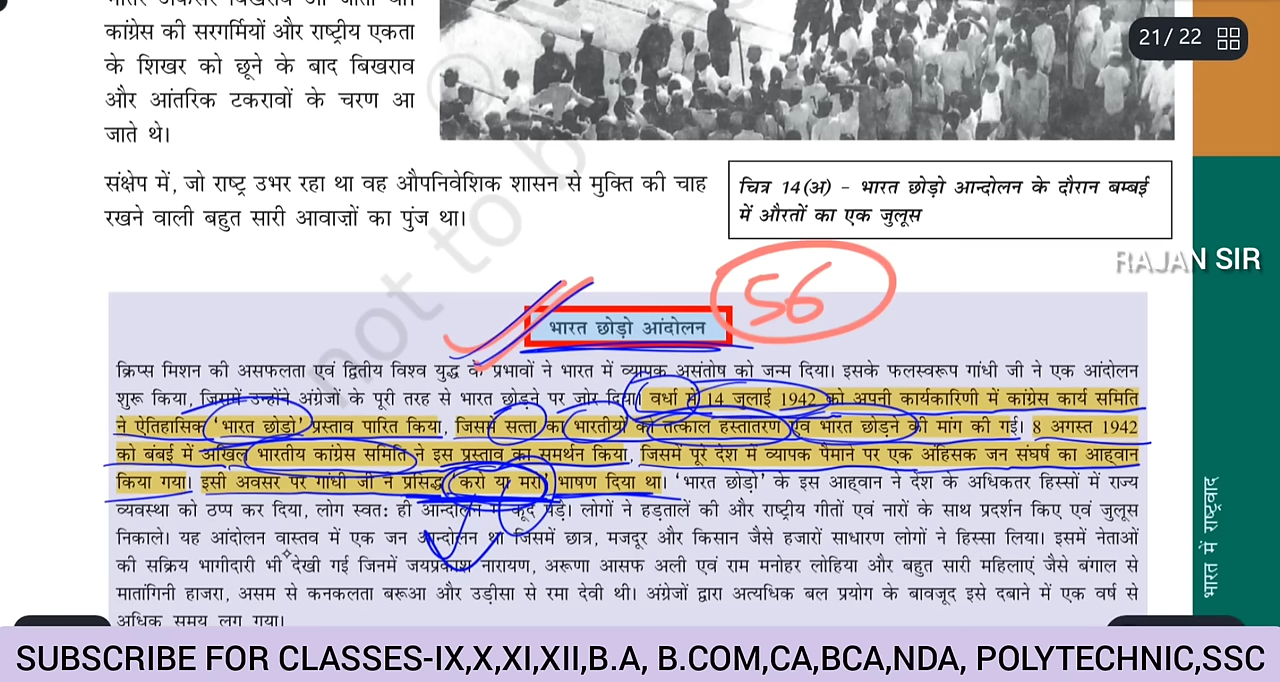 कांग्रेस की सरगर्मियों और राष्ट्रीय एकता
के शिखर को छूने के बाद बिखराव
और आंतरिक टकरावों के चरण आ
जाते थे।
21/22
संक्षेप में, जो राष्ट्र उभर रहा था वह औपनिवेशिक शासन से मुक्ति की चाह
रखने वाली बहुत सारी आवाज़ों का पुंज था।
चित्र 14(अ) - भारत छोड़ो आन्दोलन के दौरान बम्बई
में औरतों का एक जुलूस
RAJAN SIR
not to b
56
भारत छोड़ो आंदोलन
क्रिप्स मिशन की असफलता एवं द्वितीय विश्व युद्ध के प्रभावों ने भारत में व्यापक असंतोष को जन्म दिया। इसके फलस्वरूप गांधी जी ने एक आंदोलन
शुरू किया, जिसमें उन्होंने अंग्रेजों के पूरी तरह से भारत छोड़ने पर ज़ोर दिया। वर्धा में 14 जुलाई 1942 को अपनी कार्यकारिणी में कांग्रेस कार्य समिति
ने ऐतिहासिक 'भारत छोड़ो' प्रस्ताव पारित किया, जिसमें सत्ता का भारतीयों को तत्काल हस्तांतरण एवं भारत छोड़ने की मांग की गई। 8 अगस्त 1942
को बंबई में अखिल भारतीय कांग्रेस समिति ने इस प्रस्ताव का समर्थन किया, जिसमें पूरे देश में व्यापक पैमाने पर एक अहिंसक जन संघर्ष का आह्वान
किया गया। इसी अवसर पर गांधी जी ने प्रसिद्ध 'करो या मरो' भाषण दिया था। 'भारत छोड़ो' के इस आह्वान ने देश के अधिकतर हिस्सों में राज्य
व्यवस्था को ठप्प कर दिया, लोग स्वतः ही आन्दोलन में कूद पड़े। लोगों ने हड़तालें की और राष्ट्रीय गीतों एवं नारों के साथ प्रदर्शन किए एवं जुलूस
निकाले। यह आंदोलन वास्तव में एक जन आन्दोलन था जिसमें छात्र, मजदूर और किसान जैसे हजारों साधारण लोगों ने हिस्सा लिया। इसमें नेताओं
की सक्रिय भागीदारी भी देखी गई जिनमें जयप्रकाश नारायण, अरूणा आसफ अली एवं राम मनोहर लोहिया और बहुत सारी महिलाएं जैसे बंगाल से
मातांगिनी हाजरा, असम से कनकलता बरूआ और उड़ीसा से रमा देवी थी। अंग्रेजों द्वारा अत्यधिक बल प्रयोग के बावजूद इसे दबाने में एक वर्ष से
अधिक समय लग गया।
भारत में राष्ट्रवाद
SUBSCRIBE FOR CLASSES-IX,X,XI,XII,B.A, B.COM,CA,BCA,NDA, POLYTECHNIC,SSC